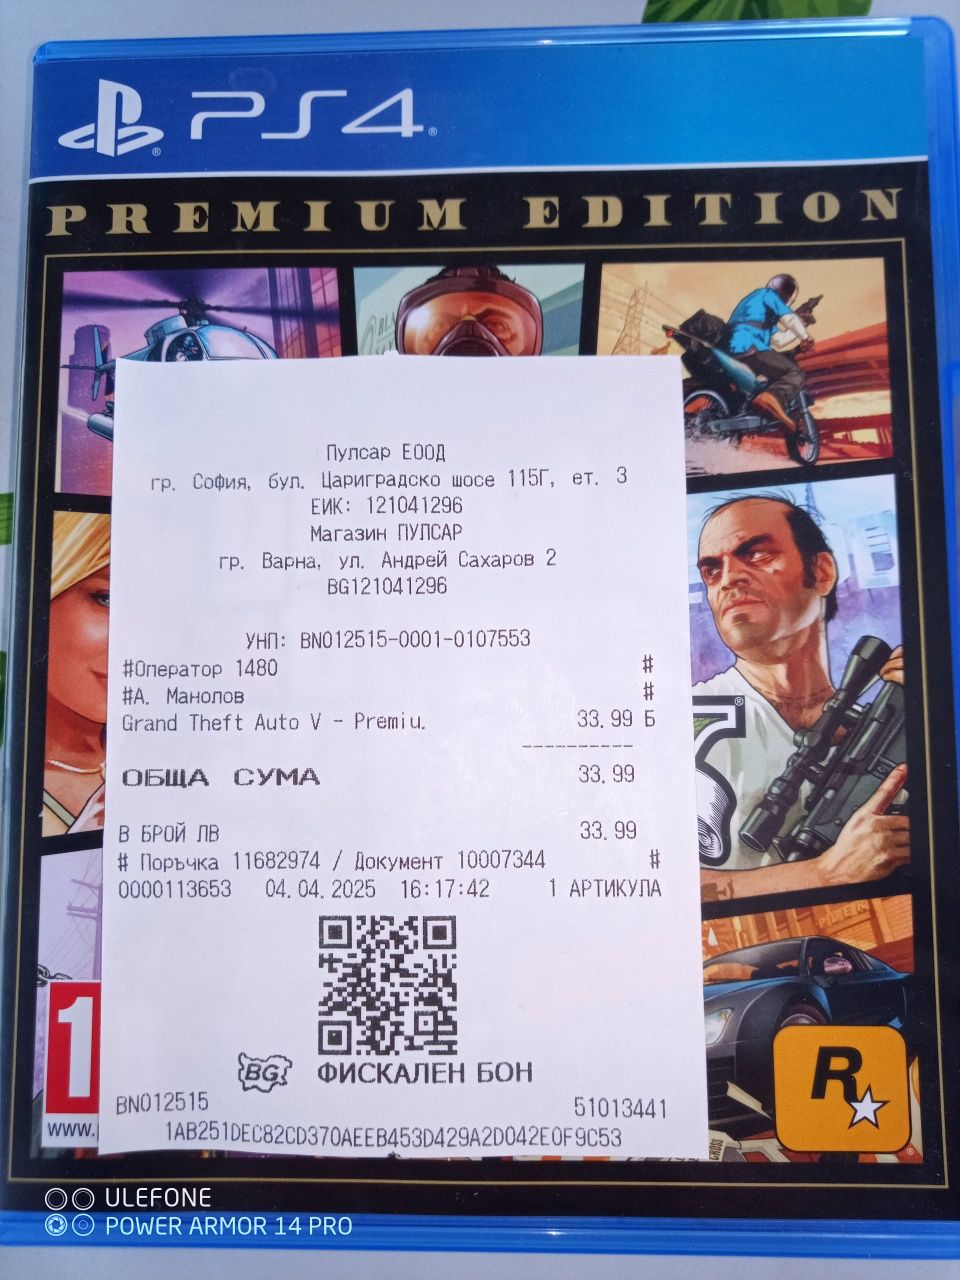 PS4
PREMIUM EDITION
Пулсар ЕООД
гр. София, бул. Цариградско шосе 115Г, ет. 3
ЕИК: 121041296
Магазин ПУЛСАР
гр. Варна, ул. Андрей Сахаров 2
BG121041296
УНП: BN012515-0001-0107553
#Оператор 1480 #
#А. Манолов #
Grand Theft Auto V - Premiu. 33.99 Б
ОБЩА СУМА 33.99
В БРОЙ ЛВ 33.99
# Поръчка 11682974 / Документ 10007344 #
0000113653 04.04.2025 16:17:42 1 АРТИКУЛА
BG ФИСКАЛЕН БОН
BN012515 51013441
1AB251DEC82CD370AEEB453D429A2D042E0F9C53
1
www.
R
ULEFONE
POWER ARMOR 14 PRO